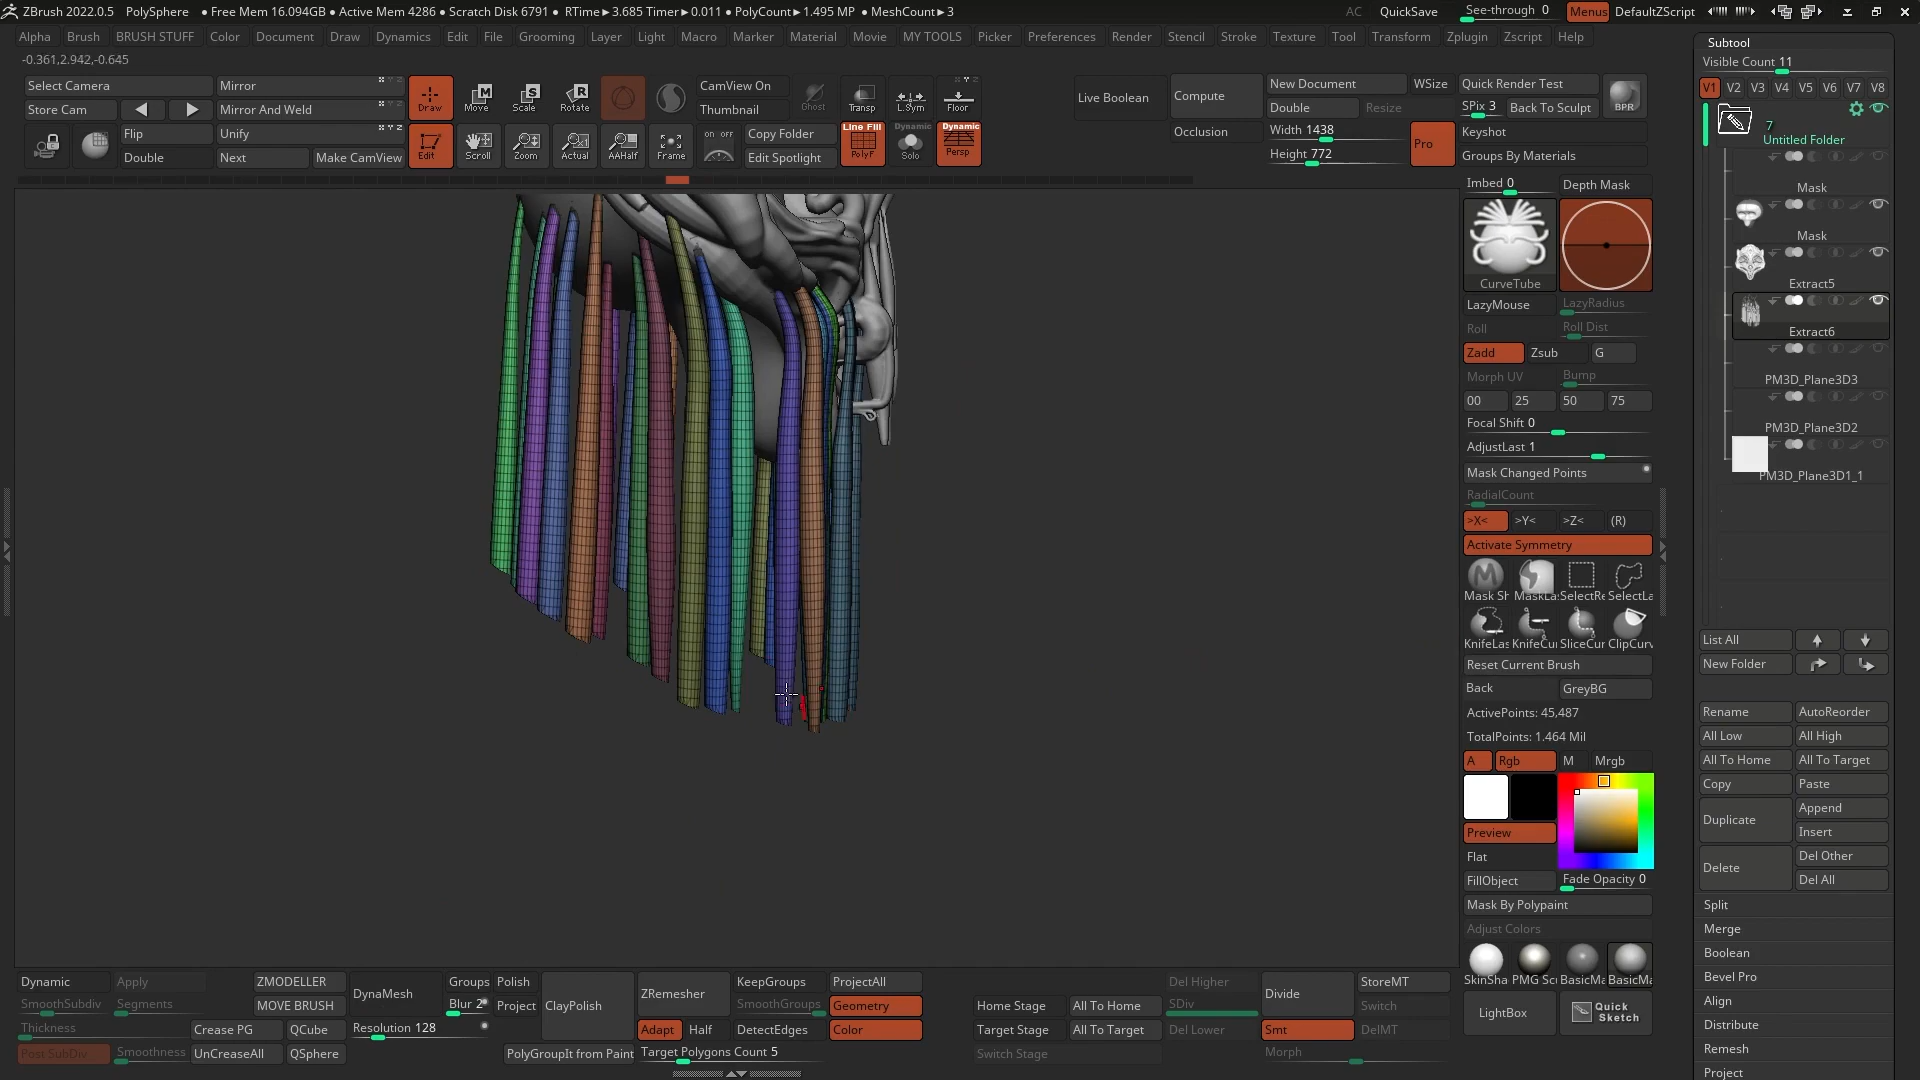 ZBrush 2022.0.5 PolySphere ● Free Mem 16.094GB ● Active Mem 4286 ● Scratch Disk 6791 ● RTime►3.685 Timer►0.011 ● PolyCount►1.495 MP ● MeshCount►3 AC QuickSave See-through 0 Menus DefaultZScript
Alpha Brush BRUSH STUFF Color Document Draw Dynamics Edit File Grooming Layer Light Macro Marker Material Movie MY TOOLS Picker Preferences Render Stencil Stroke Texture Tool Transform Zplugin Zscript Help
-0.361,2.942,-0.645
Select Camera Mirror
Store Cam Mirror And Weld
Flip Unify
Double Next Make CamView
Draw Move Scale Rotate
Edit Scroll Zoom Actual AAHalf Frame
CamView On
Thumbnail
ON OFF Copy Folder
Edit Spotlight
Ghost Transp L.Sym Floor
Line Fill PolyF Dynamic Solo Dynamic Persp
Live Boolean Compute
Occlusion
New Document WSize
Double Resize
Width 1438
Height 772
Pro
Quick Render Test
SPix 3 Back To Sculpt
BPR
Keyshot
Groups By Materials
Imbed 0 Depth Mask
CurveTube
LazyMouse LazyRadius
Roll Roll Dist
Zadd Zsub G
Morph UV Bump
00 25 50 75
Focal Shift 0
AdjustLast 1
Mask Changed Points
RadialCount
>X< >Y< >Z< (R)
Activate Symmetry
Mask Sh MaskLa SelectRe SelectLa
KnifeLas KnifeCur SliceCur ClipCurv
Reset Current Brush
Back GreyBG
ActivePoints: 45,487
TotalPoints: 1.464 Mil
A Rgb M Mrgb
Preview
Flat
FillObject Fade Opacity 0
Mask By Polypaint
Adjust Colors
SkinSha PMG Sc BasicMa BasicMa
LightBox Quick Sketch
Subtool
Visible Count 11
V1 V2 V3 V4 V5 V6 V7 V8
7
Untitled Folder
Mask
Mask
Extract5
Extract6
PM3D_Plane3D3
PM3D_Plane3D2
PM3D_Plane3D1_1
List All
New Folder
Rename AutoReorder
All Low All High
All To Home All To Target
Copy Paste
Duplicate Append
Insert
Delete Del Other
Del All
Split
Merge
Boolean
Bevel Pro
Align
Distribute
Remesh
Project
Dynamic Apply
SmoothSubdiv Segments
Thickness
Post SubDiv Smoothness
ZMODELLER
MOVE BRUSH
Crease PG QCube
UnCreaseAll QSphere
DynaMesh
Resolution 128
Groups Polish
Blur 2 Project
ClayPolish
PolyGroupIt from Paint
ZRemesher
Adapt Half
Target Polygons Count 5
KeepGroups
SmoothGroups
DetectEdges
ProjectAll
Geometry
Color
Home Stage All To Home
Target Stage All To Target
Switch Stage
Del Higher
SDiv
Del Lower
Divide
Smt
Morph
StoreMT
Switch
DelMT